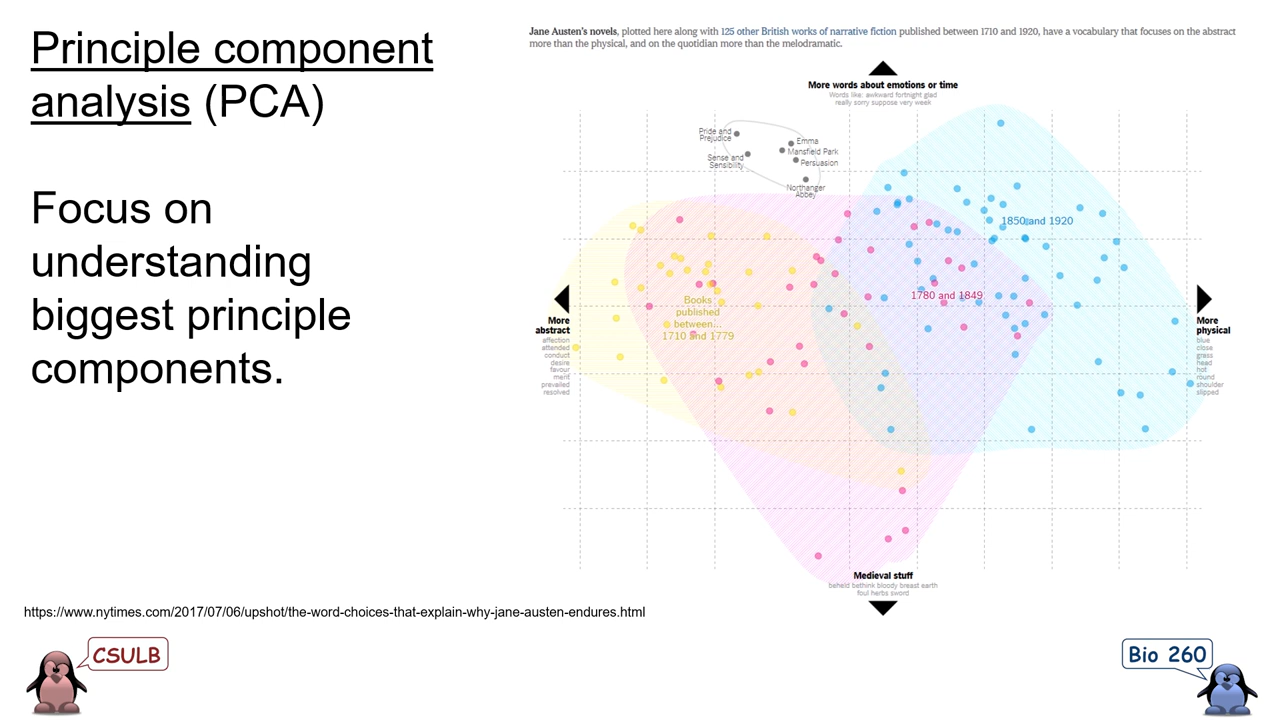 Principle component
analysis (PCA)
Focus on
understanding
biggest principle
components.
Jane Austen's novels, plotted here along with 125 other British works of narrative fiction published between 1710 and 1920, have a vocabulary that focuses on the abstract
more than the physical, and on the quotidian more than the melodramatic.
More words about emotions or time
Words like: awkward fortnight glad
really sorry suppose very week
Pride and
Prejudice
Emma
Mansfield Park
Sense and
Sensibility
Persuasion
Northanger
Abbey
1850 and 1920
1780 and 1849
Books
published
between...
1710 and 1779
More
abstract
affection
attended
conduct
desire
favour
merit
prevailed
resolved
More
physical
blue
close
grass
head
hot
round
shoulder
slipped
Medieval stuff
beheld bethink bloody breast earth
foul herbs sword
https://www.nytimes.com/2017/07/06/upshot/the-word-choices-that-explain-why-jane-austen-endures.html
CSULB
Bio 260